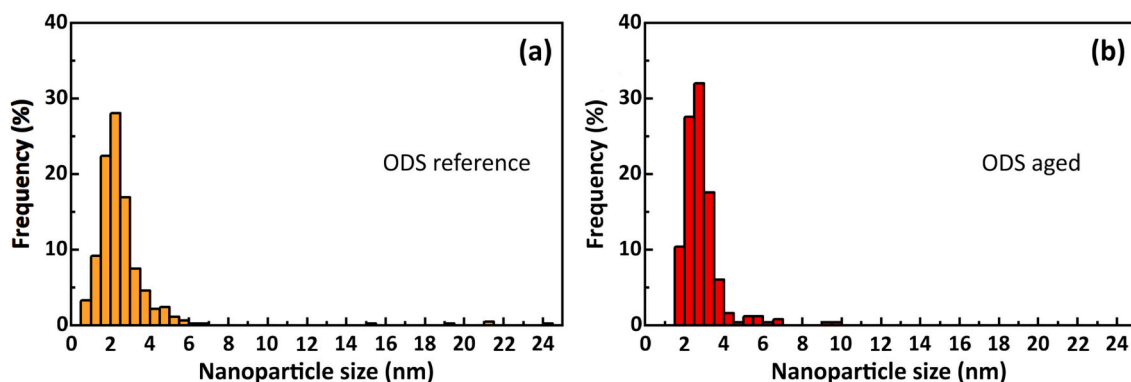 40
30
20
10
0
Frequency (%)
(a)
ODS reference
0 2 4 6 8 10 12 14 16 18 20 22 24
Nanoparticle size (nm)
40
30
20
10
0
Frequency (%)
(b)
ODS aged
0 2 4 6 8 10 12 14 16 18 20 22 24
Nanoparticle size (nm)